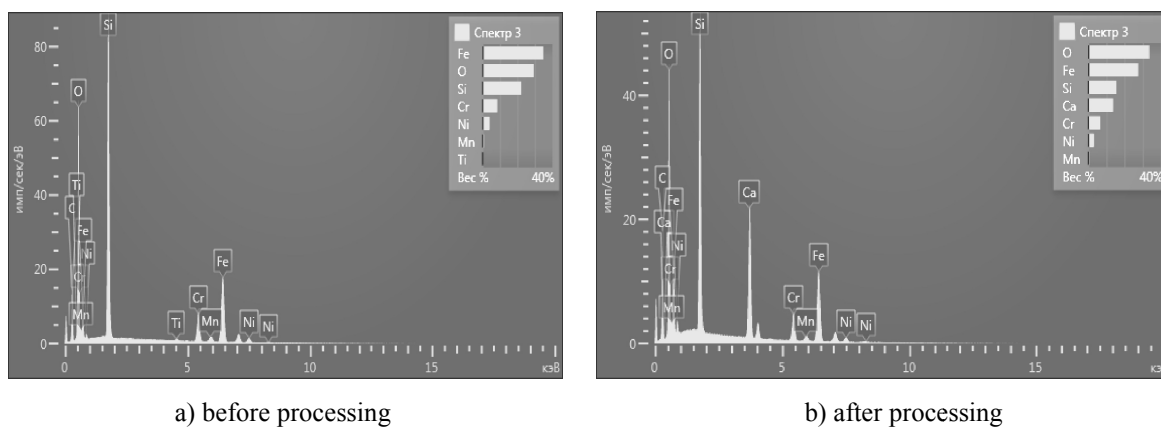 Si
80
O
60
Ti
40
C
Fe
Ni
20
Cr
Fe
Cr
Mn
Mn
Ti
Ni
Ni
0
0
5
10
15
кэВ
имп/сек/эВ
Спектр 3
Fe
O
Si
Cr
Ni
Mn
Ti
Вес %
40%
a) before processing
Si
O
40
C
Fe
Ca
Ca
Ni
20
Cr
Fe
Cr
Mn
Mn
Ni
Ni
0
0
5
10
15
кэ
имп/сек/эВ
Спектр 3
O
Fe
Si
Ca
Cr
Ni
Mn
Вес %
40%
b) after processing